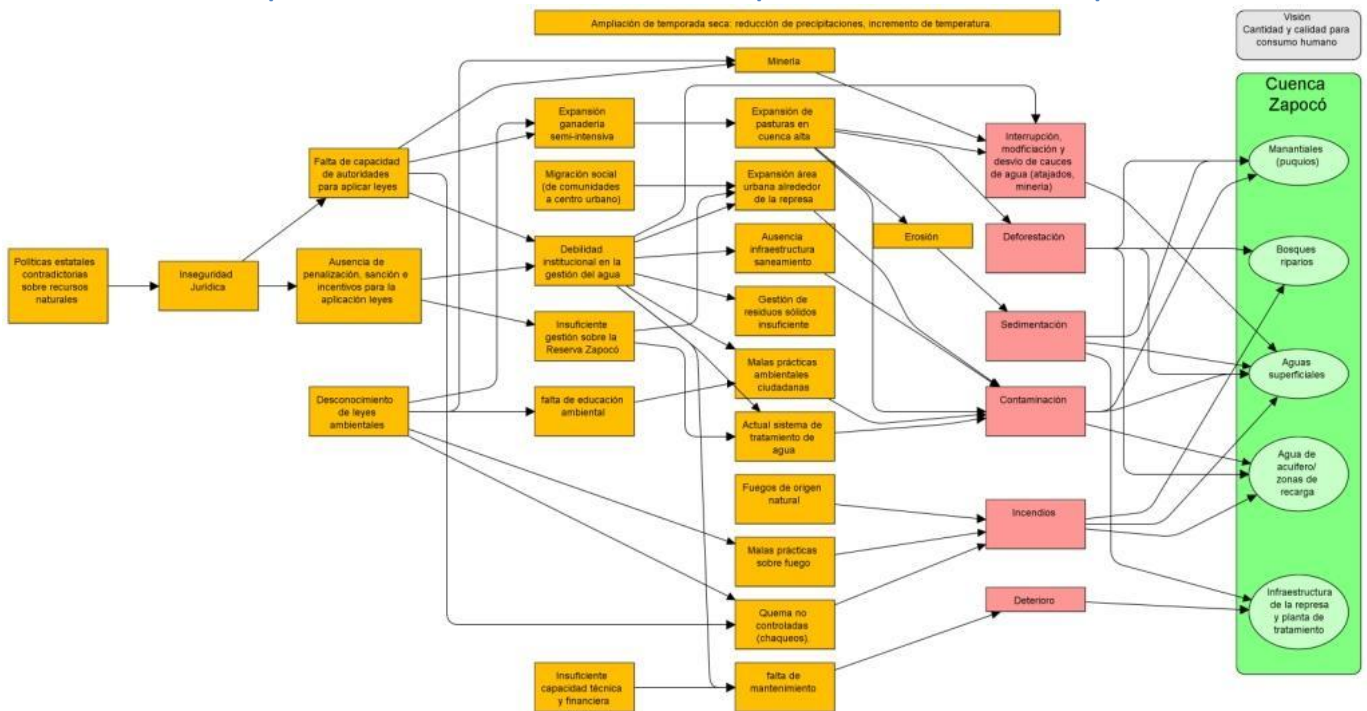 Ampliación de temporada seca: reducción de precipitaciones, incremento de temperatura.
Visión
Cantidad y calidad para
consumo humano
Cuenca
Zapocó
Minería
Expansión
ganadería
semi-intensiva
Expansión de
pasturas en
cuenca alta
Interrupción,
modficiación y
desvío de cauces
de agua (atajados,
minería)
Manantiales
(puquios)
Falta de capacidad
de autoridades
para aplicar leyes
Migración social
(de comunidades
a centro urbano)
Expansión área
urbana alrededor
de la represa
Erosión
Deforestación
Bosques
riparios
Políticas estatales
contradictorias
sobre recursos
naturales
Inseguridad
Jurídica
Ausencia de
penalización, sanción e
incentivos para la
aplicación leyes
Debilidad
institucional en la
gestión del agua
Ausencia
infraestructura
saneamiento
Gestión de
residuos sólidos
insuficiente
Insuficiente
gestión sobre la
Reserva Zapocó
Sedimentación
Aguas
superficiales
Malas prácticas
ambientales
ciudadanas
Desconocimiento
de leyes
ambientales
falta de educación
ambiental
Contaminación
Actual sistema de
tratamiento de
agua
Agua de
acuífero/
zonas de
recarga
Fuegos de origen
natural
Incendios
Malas prácticas
sobre fuego
Quema no
controladas
(chaqueos).
Deterioro
Infraestructura
de la represa
y planta de
tratamiento
Insuficiente
capacidad técnica
y financiera
falta de
mantenimiento